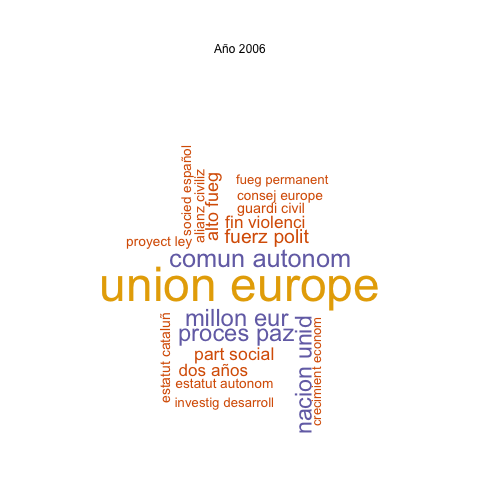 Año 2006
socied español
alianz civiliz
alto fueg
fueg permanent
consej europe
guardi civil
fin violenci
fuerz polit
proyect ley
comun autonom
union europe
millon eur
proces paz
part social
dos años
estatut autonom
investig desarroll
estatut cataluñ
nacion unid
crecimient econom